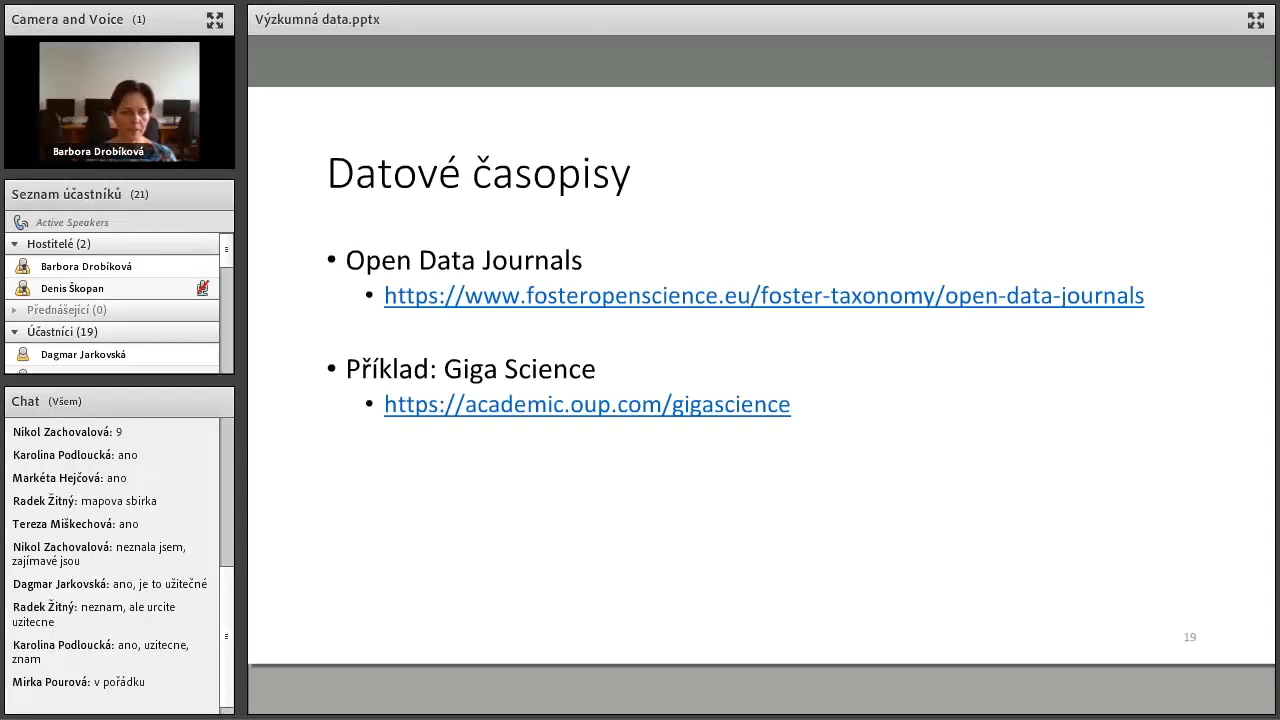 Camera and Voice (1)
Barbora Drobíková
Seznam účastníků (21)
Active Speakers
Hostitelé (2)
Barbora Drobíková
Denis Škopan
Přednášející (0)
Účastníci (19)
Dagmar Jarkovská
Chat (Všem)
Nikol Zachovalová: 9
Karolína Podloucká: ano
Markéta Hejčová: ano
Radek Žitný: mapova sbirka
Tereza Miškechová: ano
Nikol Zachovalová: neznala jsem,
zajímavé jsou
Dagmar Jarkovská: ano, je to užitečné
Radek Žitný: neznam, ale urcite
uzitecne
Karolina Podloucká: ano, uzitecne,
znam
Mirka Pourová: v pořádku
Výzkumná data.pptx
Datové časopisy
• Open Data Journals
• https://www.fosteropenscience.eu/foster-taxonomy/open-data-journals
• Příklad: Giga Science
• https://academic.oup.com/gigascience
19